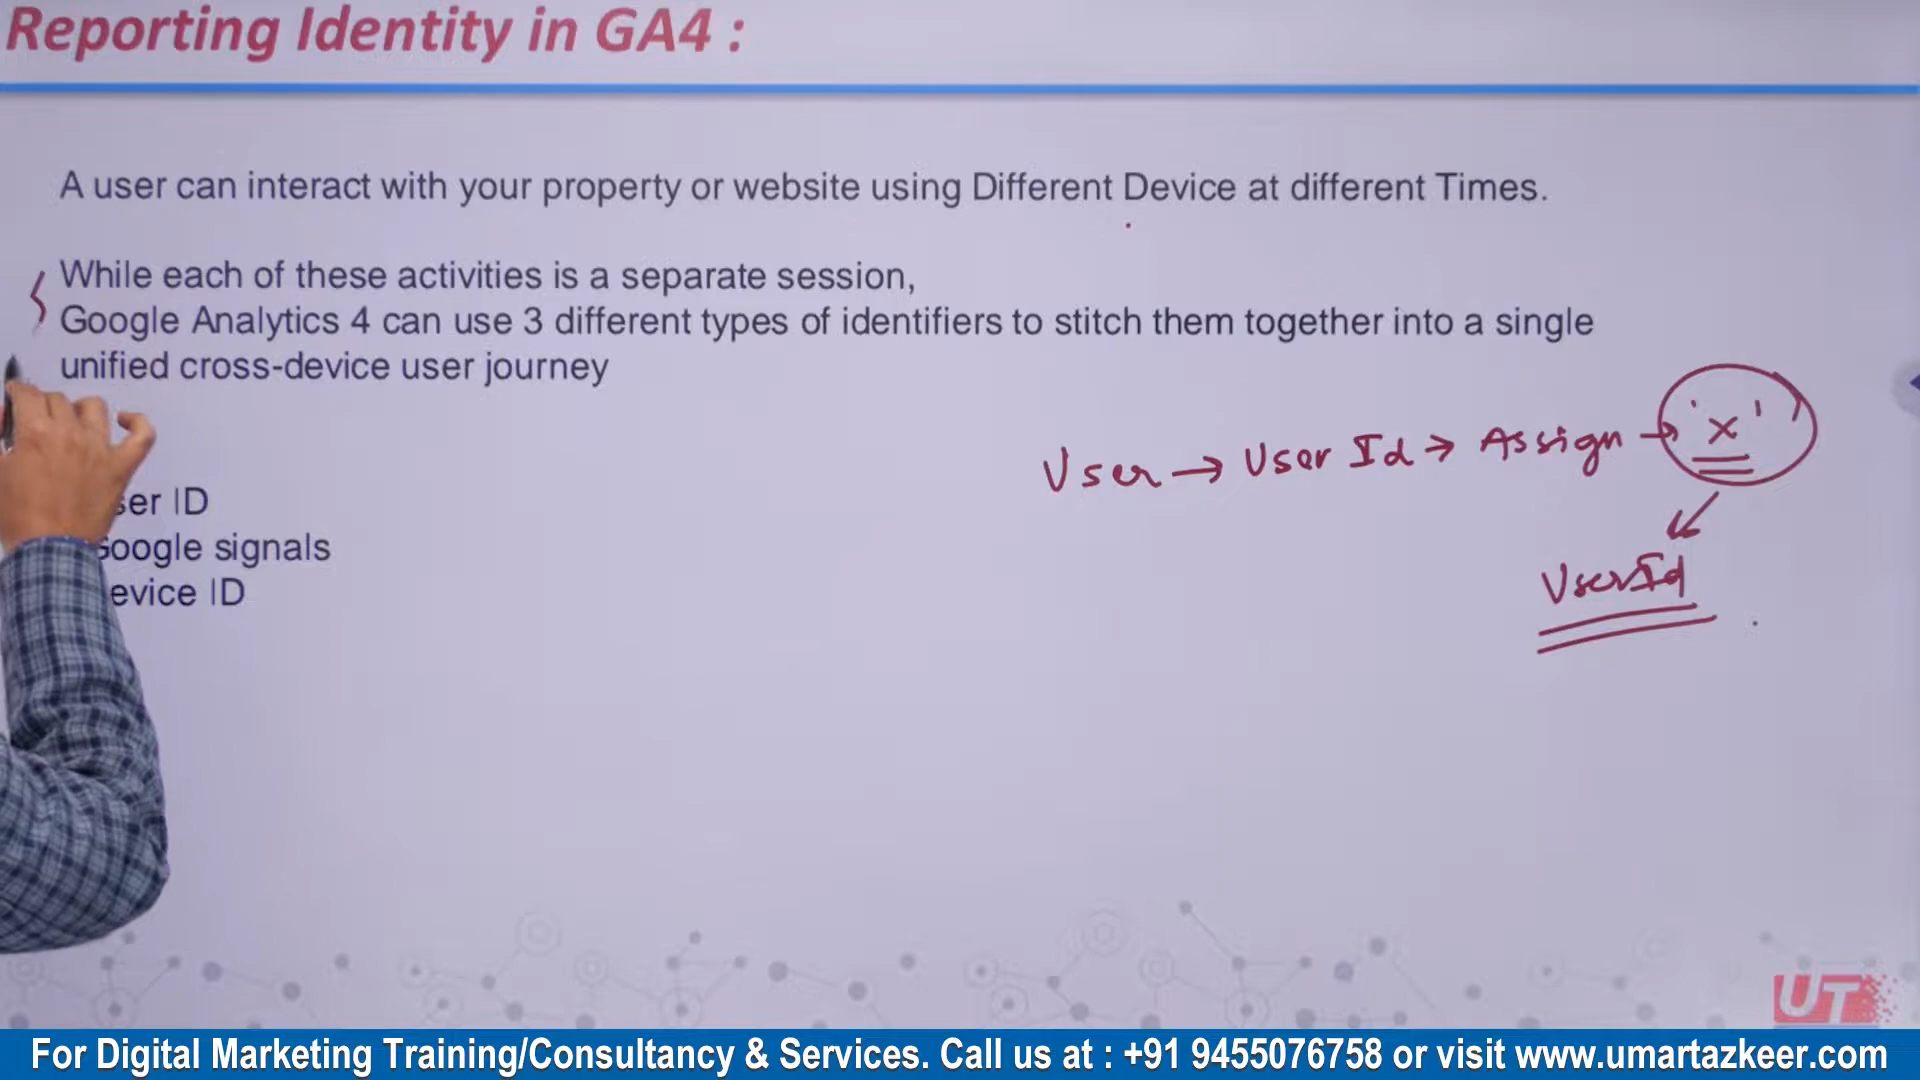 Reporting Identity in GA4 :
A user can interact with your property or website using Different Device at different Times.
While each of these activities is a separate session,
Google Analytics 4 can use 3 different types of identifiers to stitch them together into a single
unified cross-device user journey
User → User Id → Assign → 'x'
ser ID
oogle signals
evice ID
User Id
UT
For Digital Marketing Training/Consultancy & Services. Call us at : +91 9455076758 or visit www.umartazkeer.com